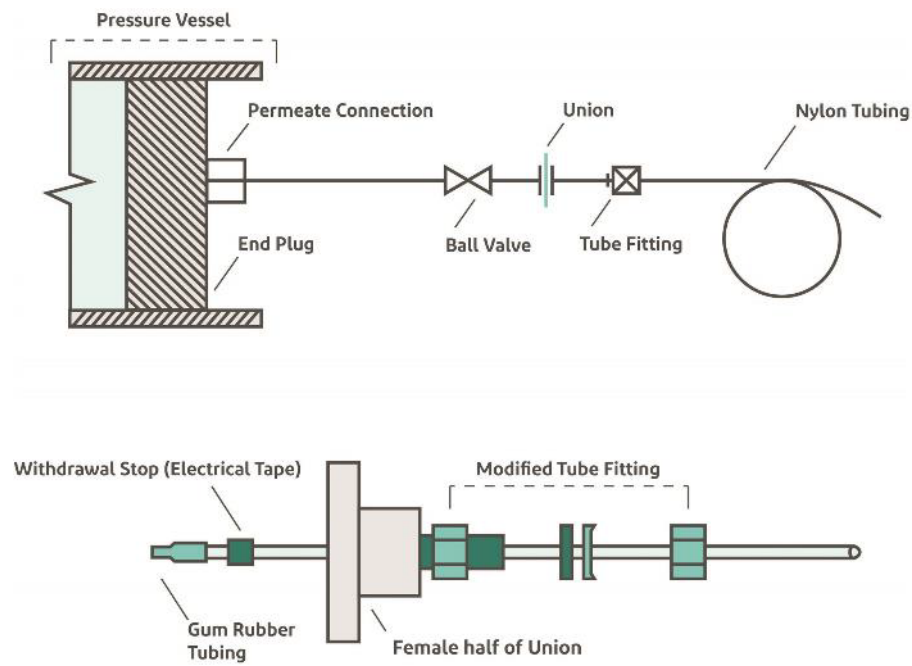 Pressure Vessel
Permeate Connection
Union
Nylon Tubing
End Plug
Ball Valve
Tube Fitting
Withdrawal Stop (Electrical Tape)
Modified Tube Fitting
Gum Rubber
Tubing
Female half of Union